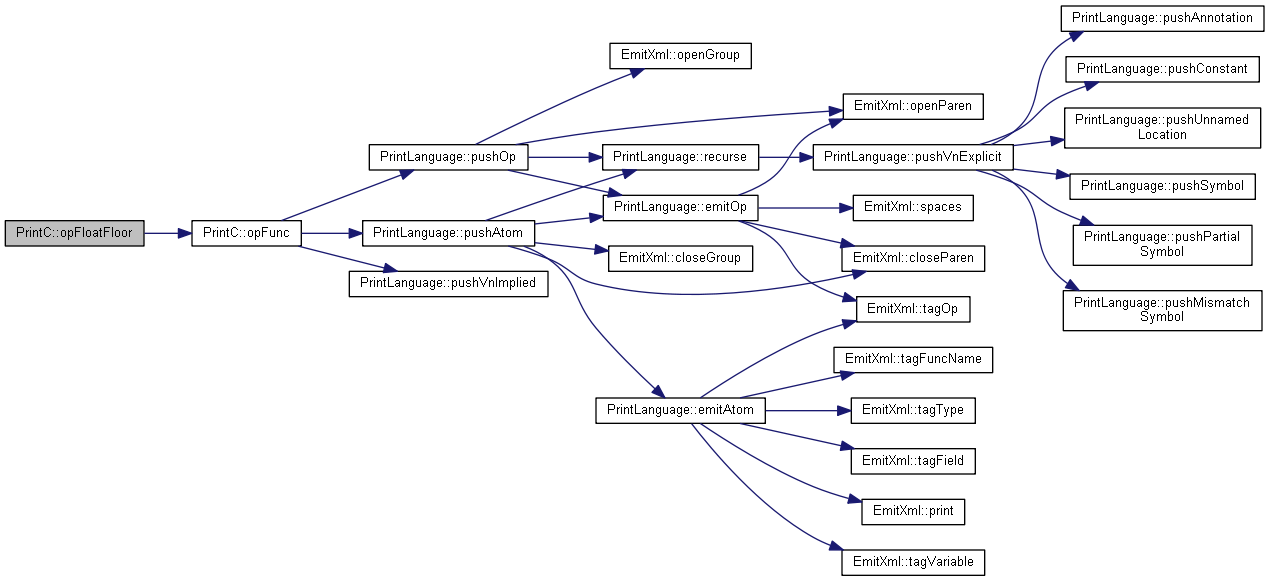 PrintC::opFloatFloor
PrintC::opFunc
PrintLanguage::pushOp
PrintLanguage::pushAtom
PrintLanguage::pushVnImplied
EmitXml::openGroup
PrintLanguage::recurse
PrintLanguage::emitOp
EmitXml::closeGroup
PrintLanguage::emitAtom
EmitXml::openParen
PrintLanguage::pushVnExplicit
EmitXml::spaces
EmitXml::closeParen
EmitXml::tagOp
EmitXml::tagFuncName
EmitXml::tagType
EmitXml::tagField
EmitXml::print
EmitXml::tagVariable
PrintLanguage::pushAnnotation
PrintLanguage::pushConstant
PrintLanguage::pushUnnamed
Location
PrintLanguage::pushSymbol
PrintLanguage::pushPartial
Symbol
PrintLanguage::pushMismatch
Symbol